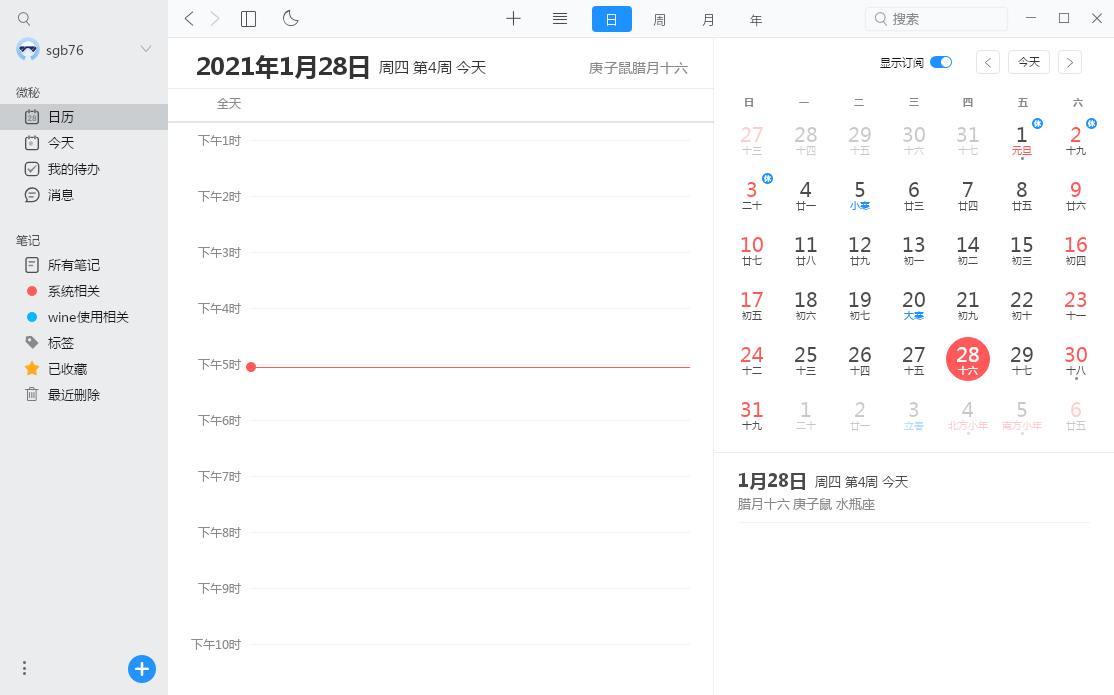 sgb76
微秘
28 日历
今天
我的待办
消息
笔记
所有笔记
系统相关
wine使用相关
标签
已收藏
最近删除
日 周 月 年
搜索
2021年1月28日 周四 第4周 今天 庚子鼠腊月十六
全天
下午1时
下午2时
下午3时
下午4时
下午5时
下午6时
下午7时
下午8时
下午9时
下午10时
显示订阅 今天
日 一 二 三 四 五 六
27 28 29 30 31 1 休 2 休
十三 十四 十五 十六 十七 元旦 十九
3 休 4 5 6 7 8 9
二十 廿一 小寒 廿三 廿四 廿五 廿六
10 11 12 13 14 15 16
廿七 廿八 廿九 初一 初二 初三 初四
17 18 19 20 21 22 23
初五 初六 初七 大寒 初九 初十 十一
24 25 26 27 28 29 30
十二 十三 十四 十五 十六 十七 十八
31 1 2 3 4 5 6
十九 二十 廿一 立春 北方小年 南方小年 廿五
1月28日 周四 第4周 今天
腊月十六 庚子鼠 水瓶座